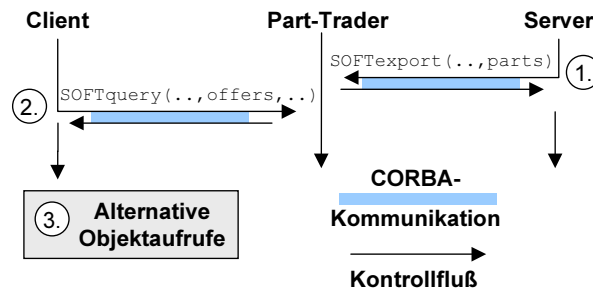 Client Part-Trader Server
SOFTexport(..,parts)
1.
SOFTquery(..,offers,..)
2.
3. Alternative
Objektaufrufe
CORBA-
Kommunikation
Kontrollfluß